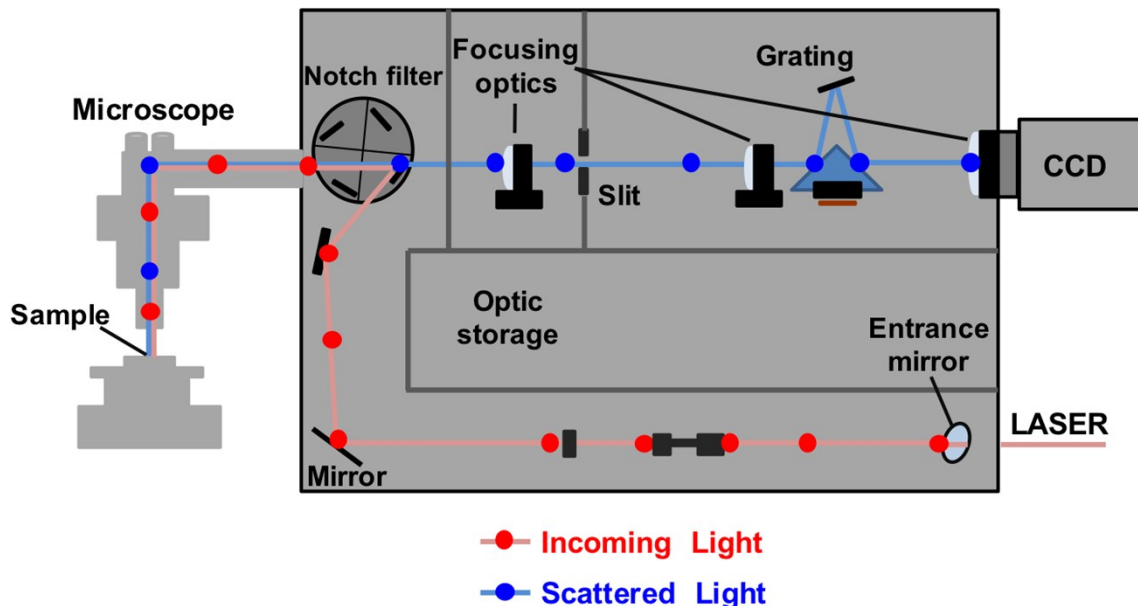 Focusing
optics
Grating
Notch filter
Microscope
CCD
Slit
Sample
Optic
storage
Entrance
mirror
LASER
Mirror
Incoming Light
Scattered Light